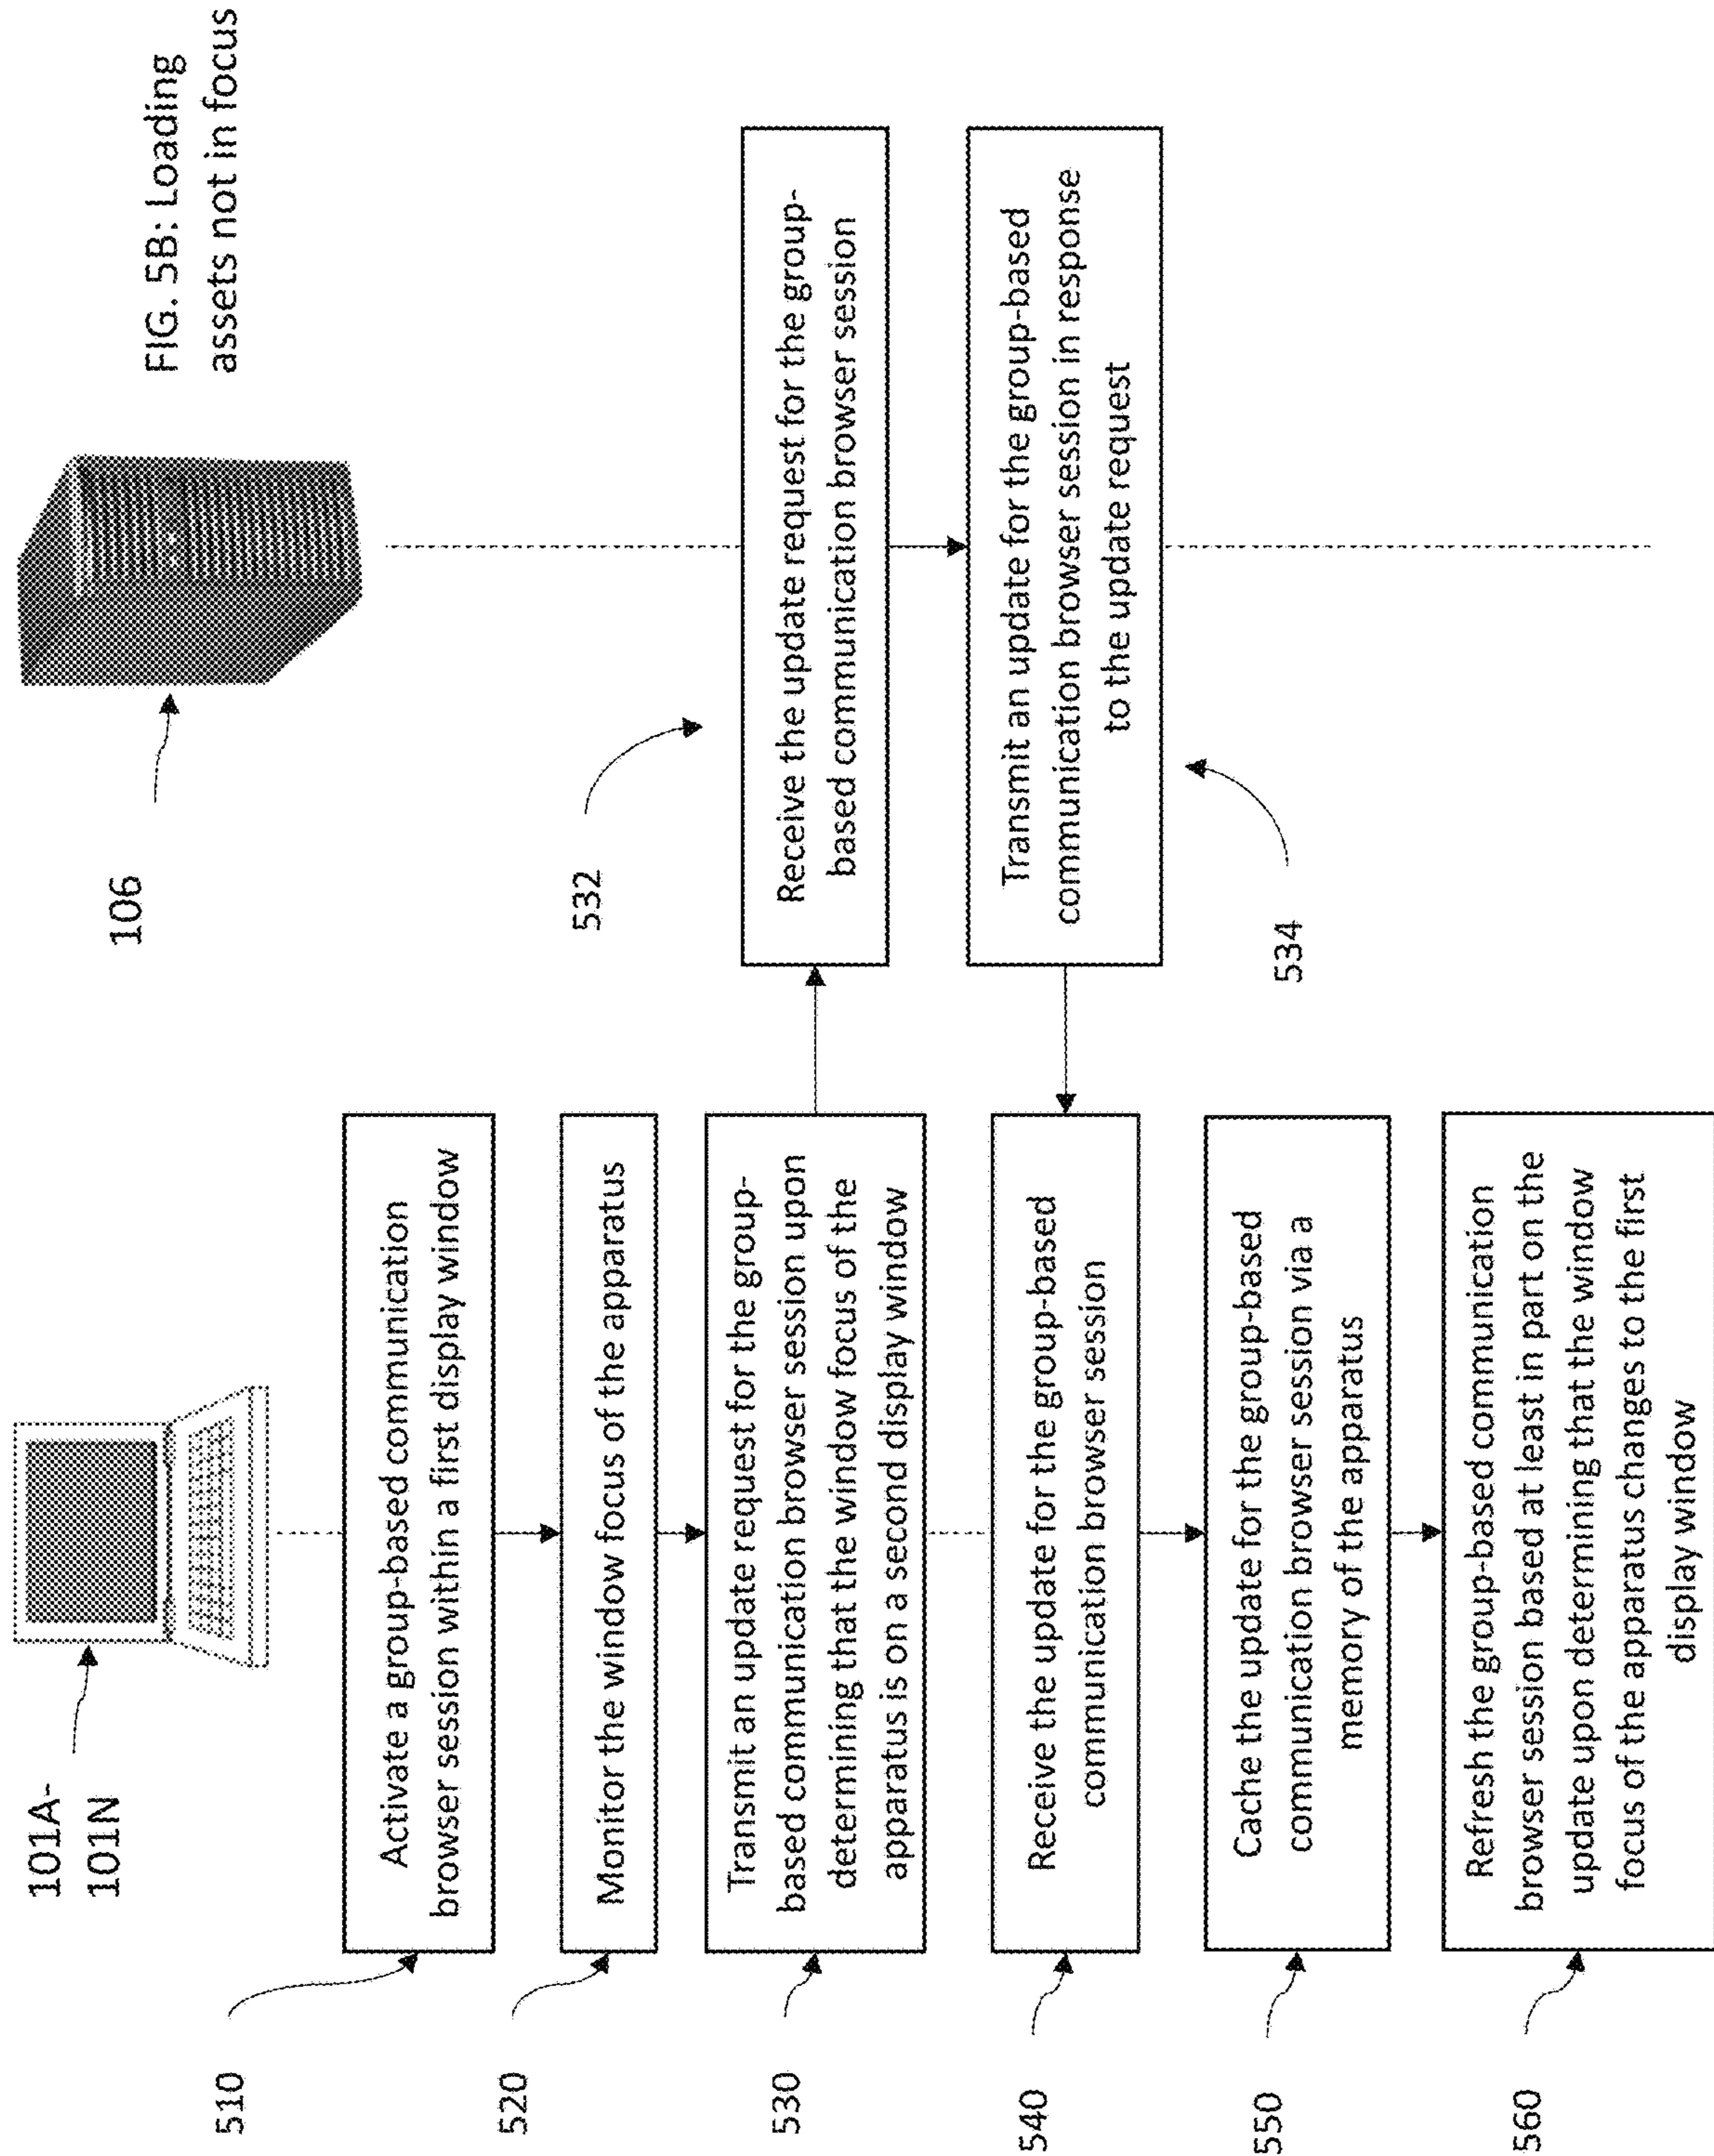 FIG. 5B: Loading
assets not in focus
101A-
101N
106
510
Activate a group-based communication
browser session within a first display window
520
Monitor the window focus of the apparatus
530
Transmit an update request for the group-
based communication browser session upon
determining that the window focus of the
apparatus is on a second display window
532
Receive the update request for the group-
based communication browser session
534
Transmit an update for the group-based
communication browser session in response
to the update request
540
Receive the update for the group-based
communication browser session
550
Cache the update for the group-based
communication browser session via a
memory of the apparatus
560
Refresh the group-based communication
browser session based at least in part on the
update upon determining that the window
focus of the apparatus changes to the first
display window